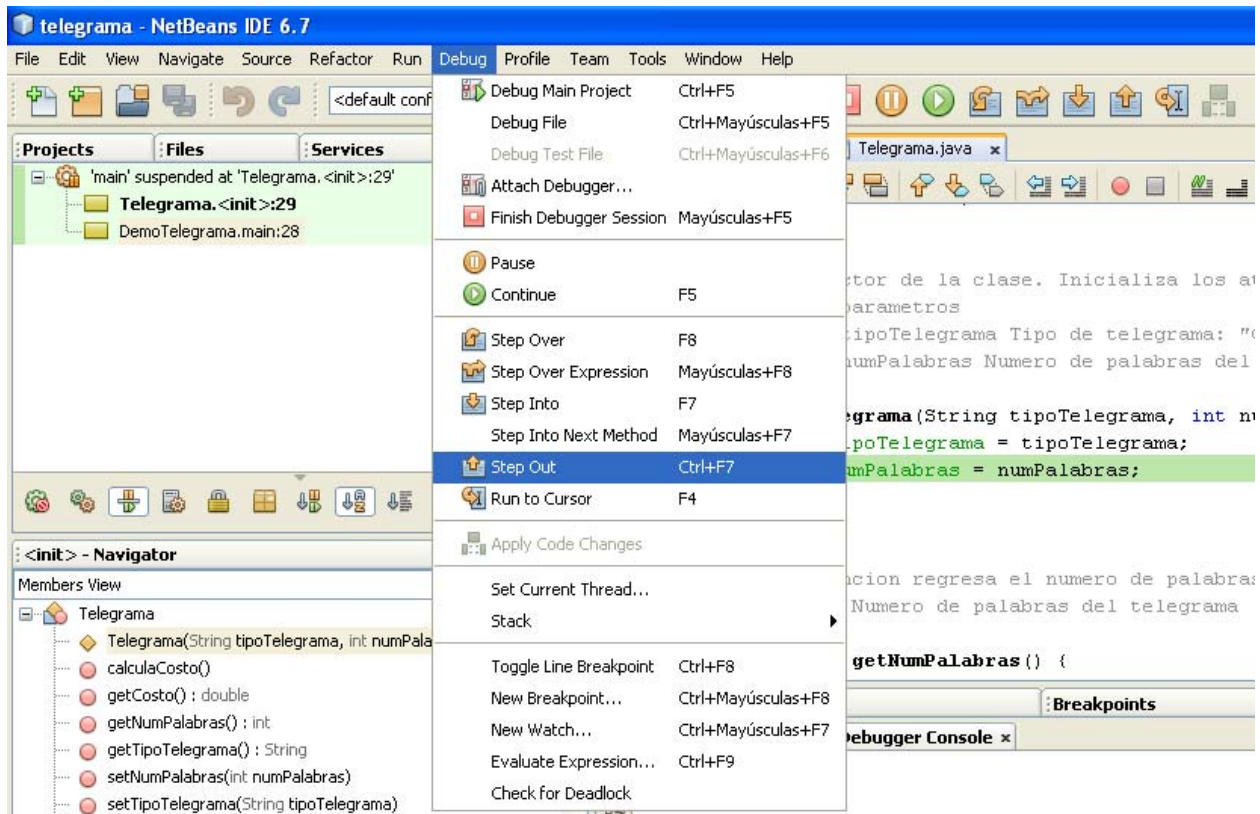 telegrama - NetBeans IDE 6.7
File Edit View Navigate Source Refactor Run Debug Profile Team Tools Window Help
<default conf
Projects Files Services
'main' suspended at 'Telegrama.<init>:29'
Telegrama.<init>:29
DemoTelegrama.main:28
<init> - Navigator
Members View
Telegrama
Telegrama(String tipoTelegrama, int numPala
calculaCosto()
getCosto() : double
getNumPalabras() : int
getTipoTelegrama() : String
setNumPalabras(int numPalabras)
setTipoTelegrama(String tipoTelegrama)
Debug Main Project Ctrl+F5
Debug File Ctrl+Mayúsculas+F5
Debug Test File Ctrl+Mayúsculas+F6
Attach Debugger...
Finish Debugger Session Mayúsculas+F5
Pause
Continue F5
Step Over F8
Step Over Expression Mayúsculas+F8
Step Into F7
Step Into Next Method Mayúsculas+F7
Step Out Ctrl+F7
Run to Cursor F4
Apply Code Changes
Set Current Thread...
Stack
Toggle Line Breakpoint Ctrl+F8
New Breakpoint... Ctrl+Mayúsculas+F8
New Watch... Ctrl+Mayúsculas+F7
Evaluate Expression... Ctrl+F9
Check for Deadlock
Telegrama.java x
tor de la clase. Inicializa los at
parametros
ipoTelegrama Tipo de telegrama: "
numPalabras Numero de palabras del
egrama(String tipoTelegrama, int nu
poTelegrama = tipoTelegrama;
umPalabras = numPalabras;
ncion regresa el numero de palabras
Numero de palabras del telegrama
getNumPalabras() {
Breakpoints
ebugger Console x